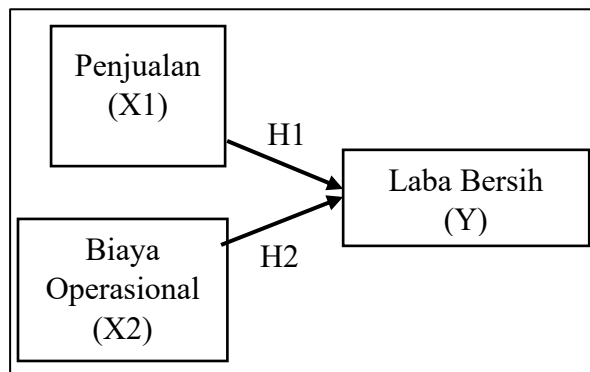 Penjualan
(X1)
H1
Laba Bersih
(Y)
Biaya
Operasional
(X2)
H2